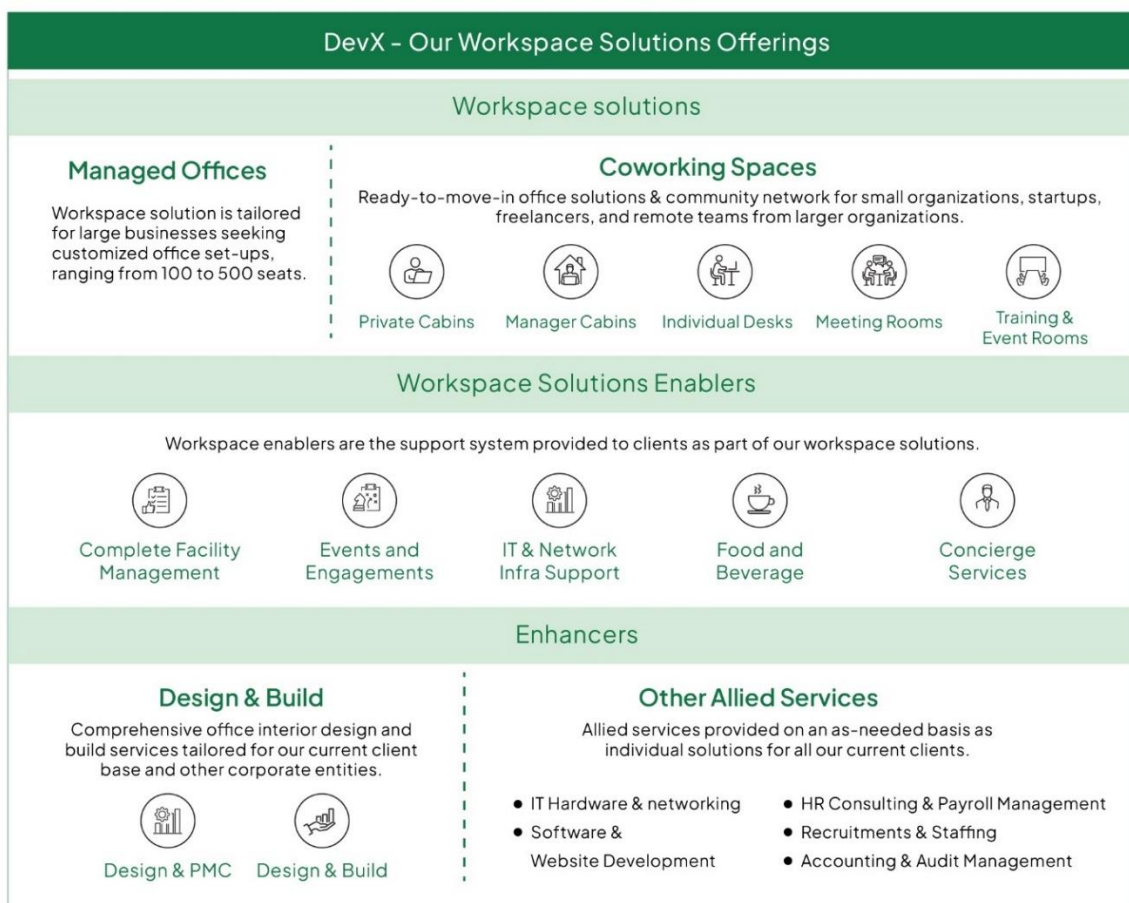 DevX - Our Workspace Solutions Offerings
Workspace solutions
Managed Offices
Workspace solution is tailored
for large businesses seeking
customized office set-ups,
ranging from 100 to 500 seats.
Coworking Spaces
Ready-to-move-in office solutions & community network for small organizations, startups,
freelancers, and remote teams from larger organizations.
Private Cabins
Manager Cabins
Individual Desks
Meeting Rooms
Training &
Event Rooms
Workspace Solutions Enablers
Workspace enablers are the support system provided to clients as part of our workspace solutions.
Complete Facility
Management
Events and
Engagements
IT & Network
Infra Support
Food and
Beverage
Concierge
Services
Enhancers
Design & Build
Comprehensive office interior design and
build services tailored for our current client
base and other corporate entities.
Design & PMC
Design & Build
Other Allied Services
Allied services provided on an as-needed basis as
individual solutions for all our current clients.
● IT Hardware & networking
● Software &
Website Development
● HR Consulting & Payroll Management
● Recruitments & Staffing
● Accounting & Audit Management